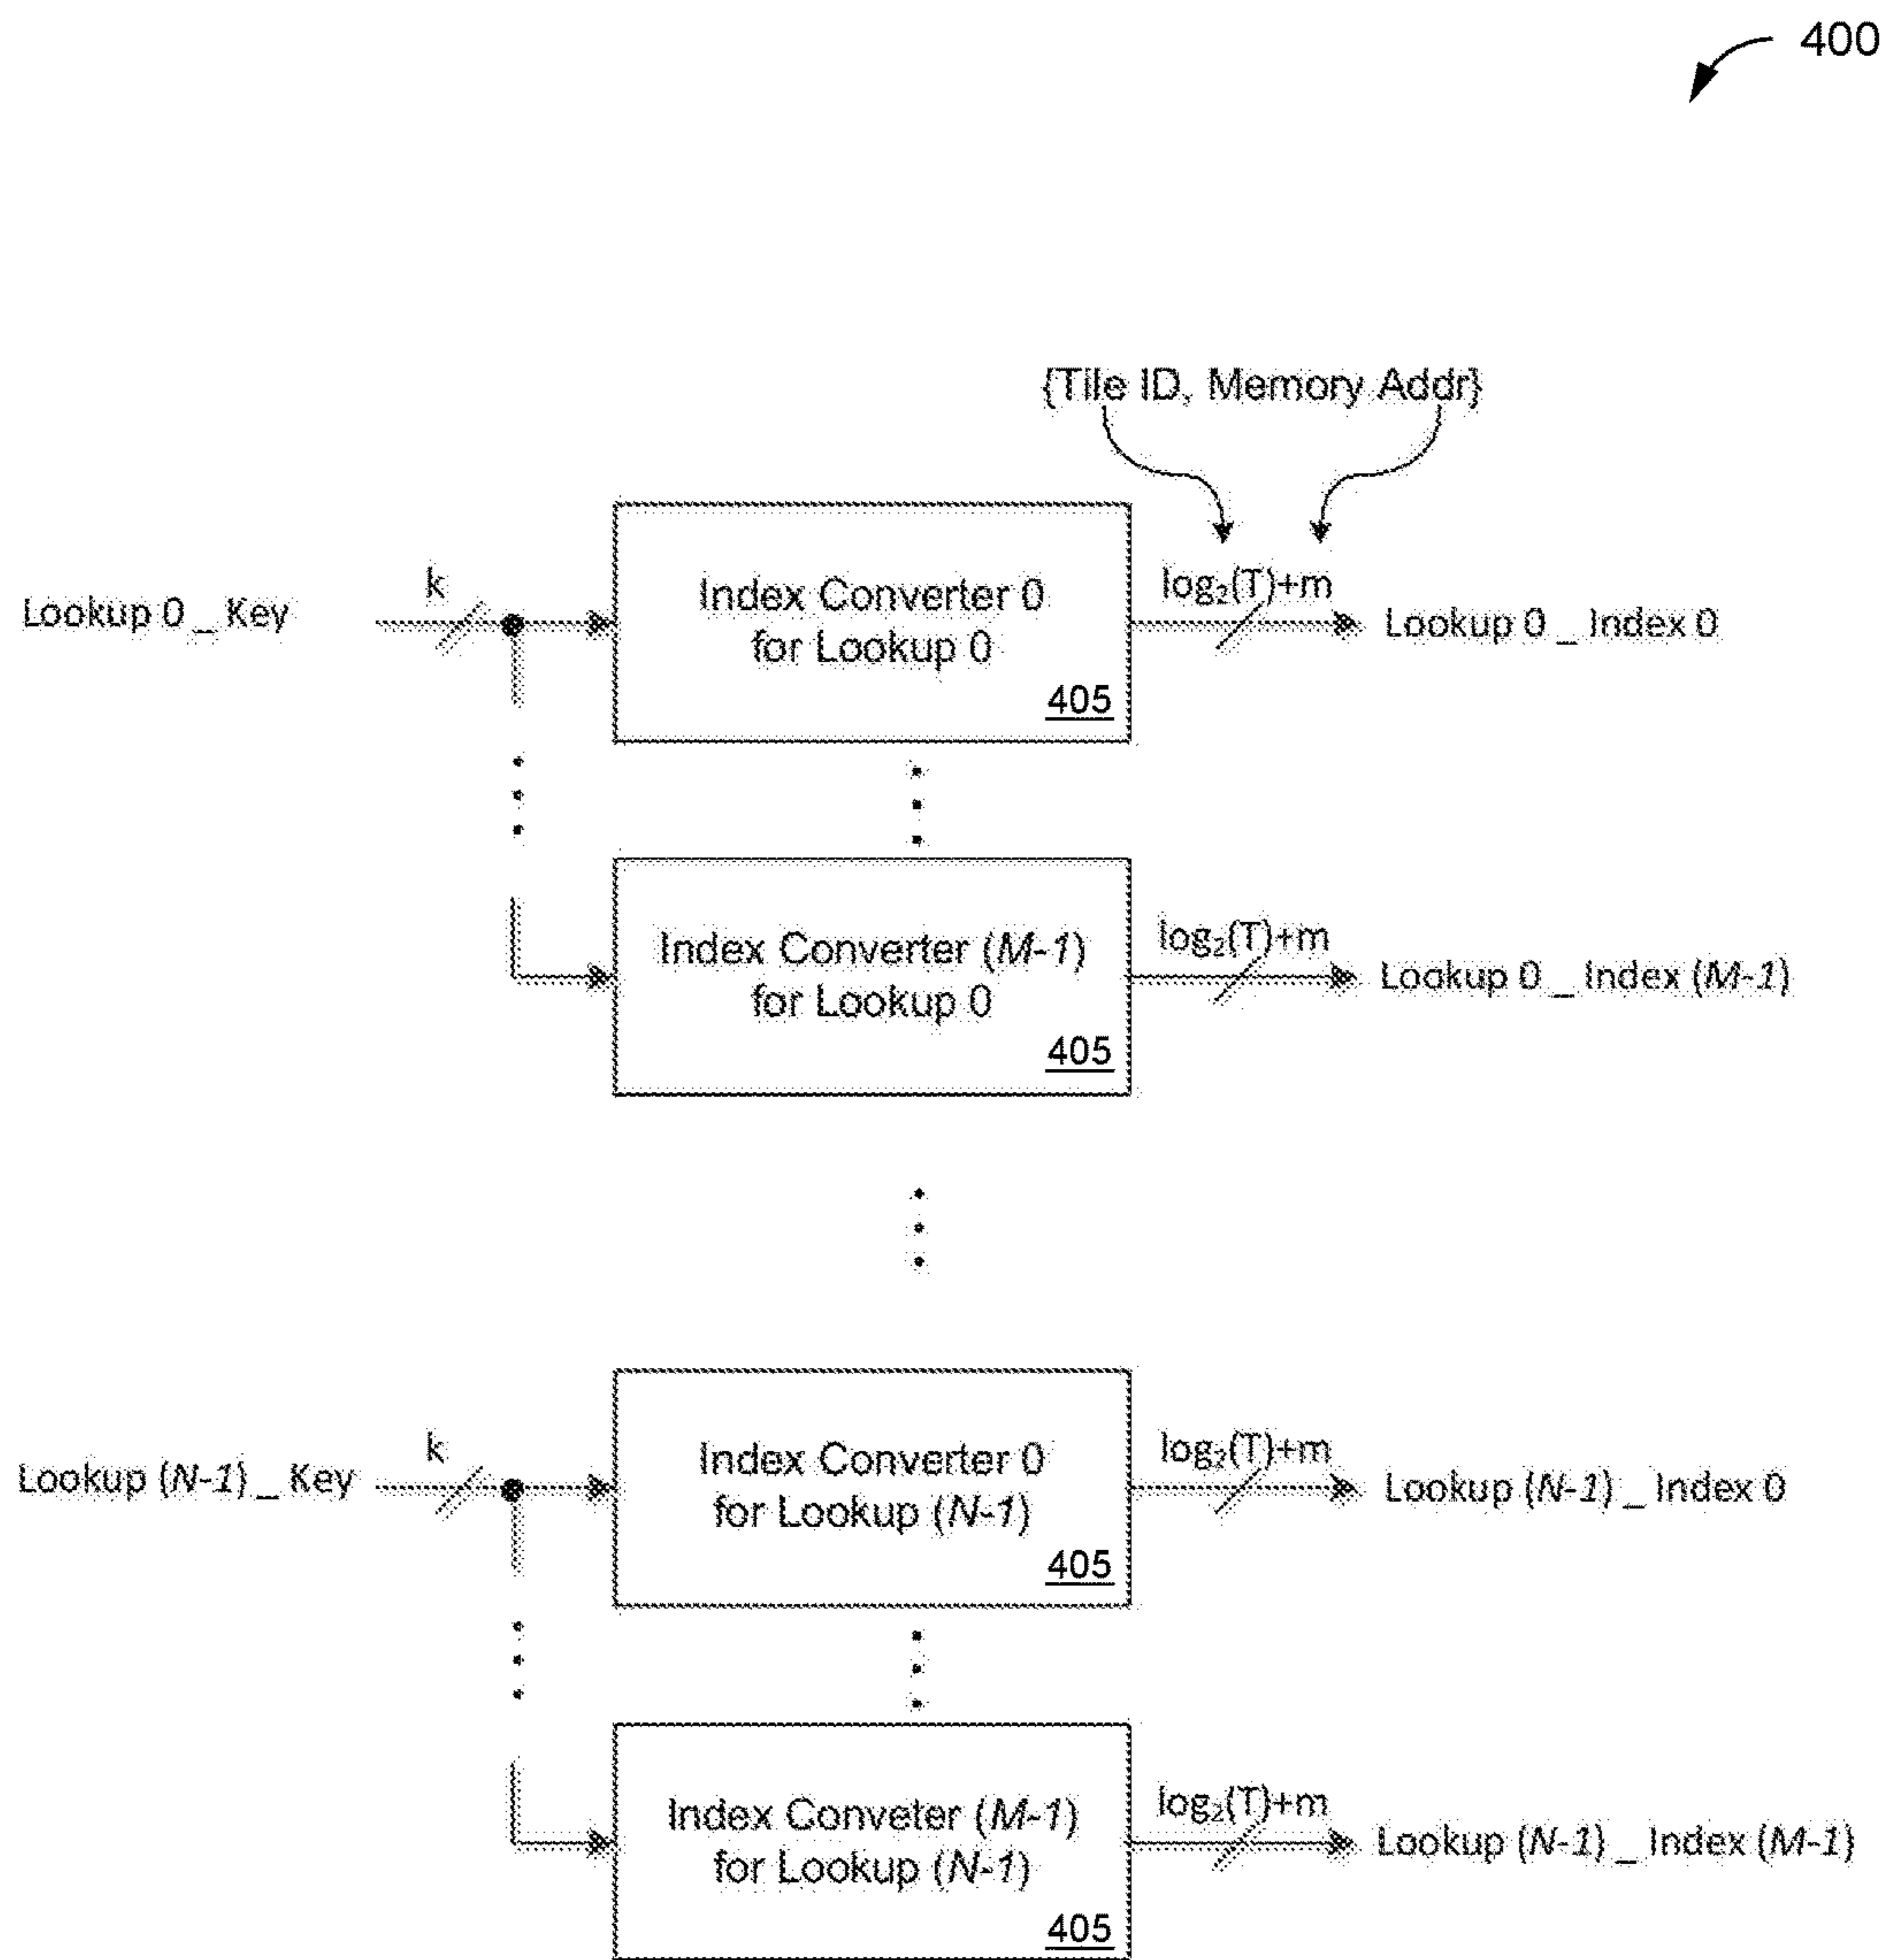 400
{Tile ID, Memory Addr}
Lookup 0 _ Key
k
Index Converter 0
for Lookup 0
405
log₂(T)+m
Lookup 0 _ Index 0
Index Converter (M-1)
for Lookup 0
405
log₂(T)+m
Lookup 0 _ Index (M-1)
Lookup (N-1) _ Key
k
Index Converter 0
for Lookup (N-1)
405
log₂(T)+m
Lookup (N-1) _ Index 0
Index Conveter (M-1)
for Lookup (N-1)
405
log₂(T)+m
Lookup (N-1) _ Index (M-1)